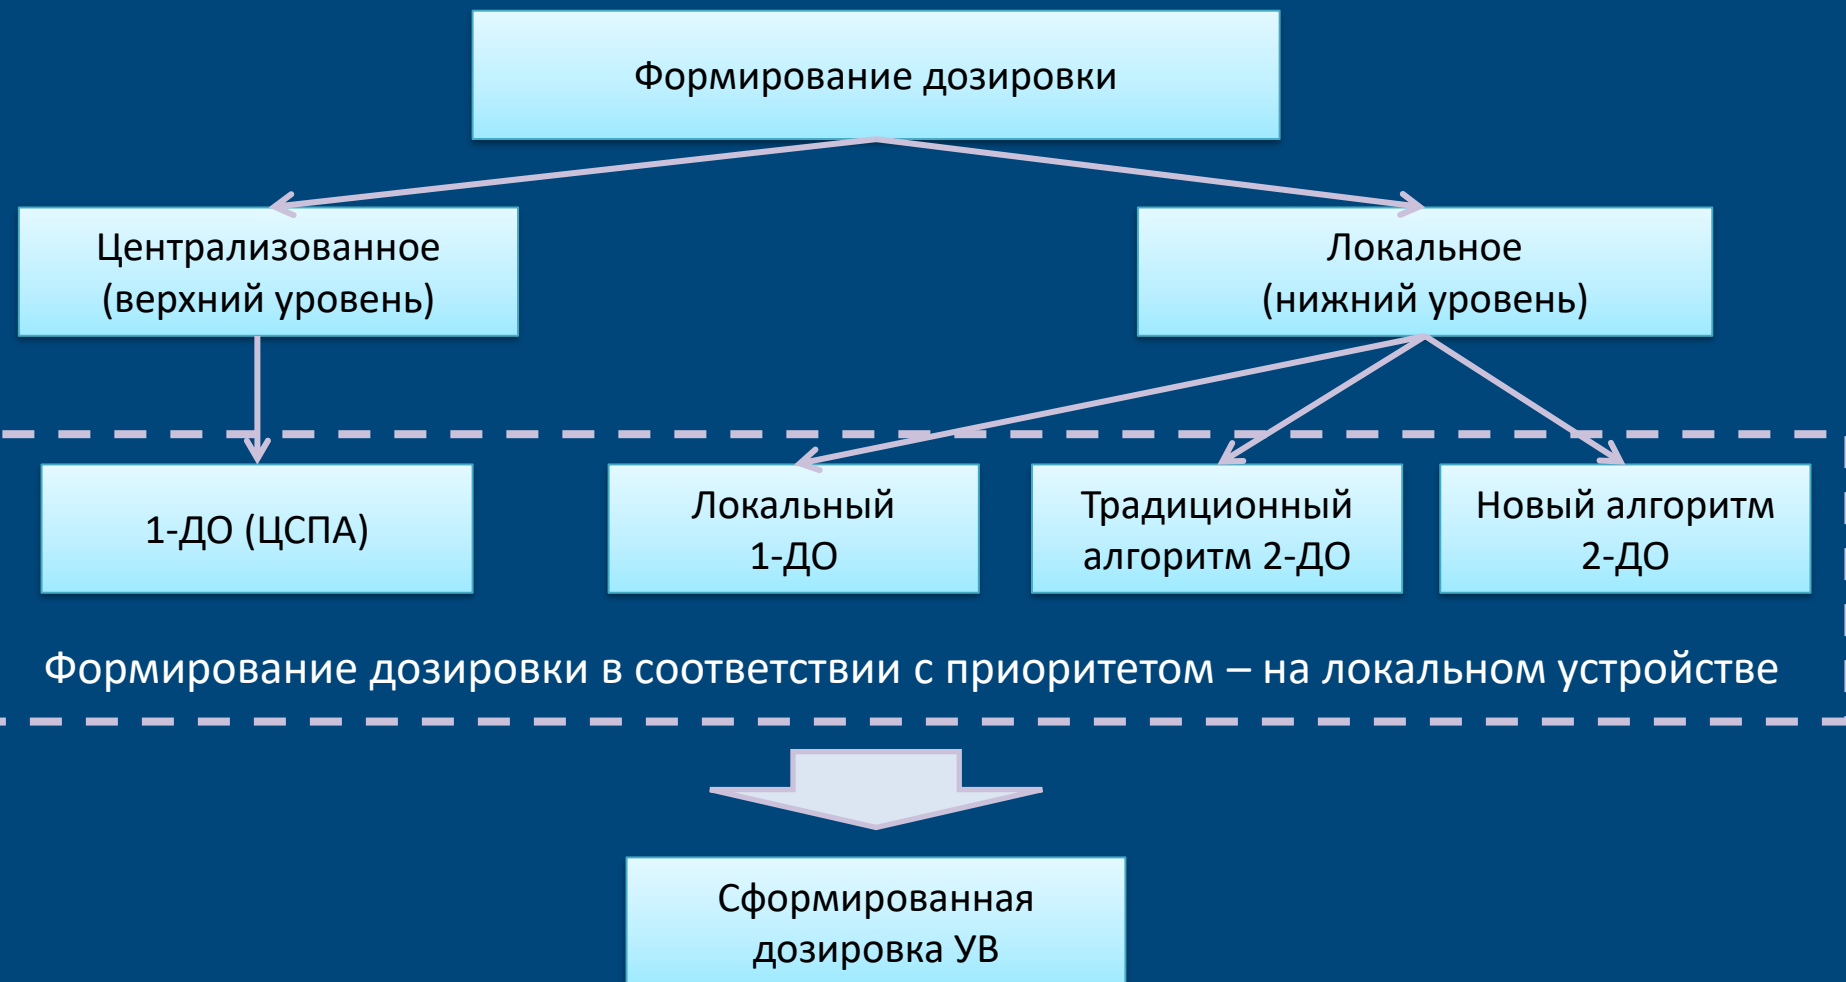 Формирование дозировки
Централизованное
(верхний уровень)
Локальное
(нижний уровень)
1-ДО (ЦСПА)
Локальный
1-ДО
Традиционный
алгоритм 2-ДО
Новый алгоритм
2-ДО
Формирование дозировки в соответствии с приоритетом – на локальном устройстве
Сформированная
дозировка УВ